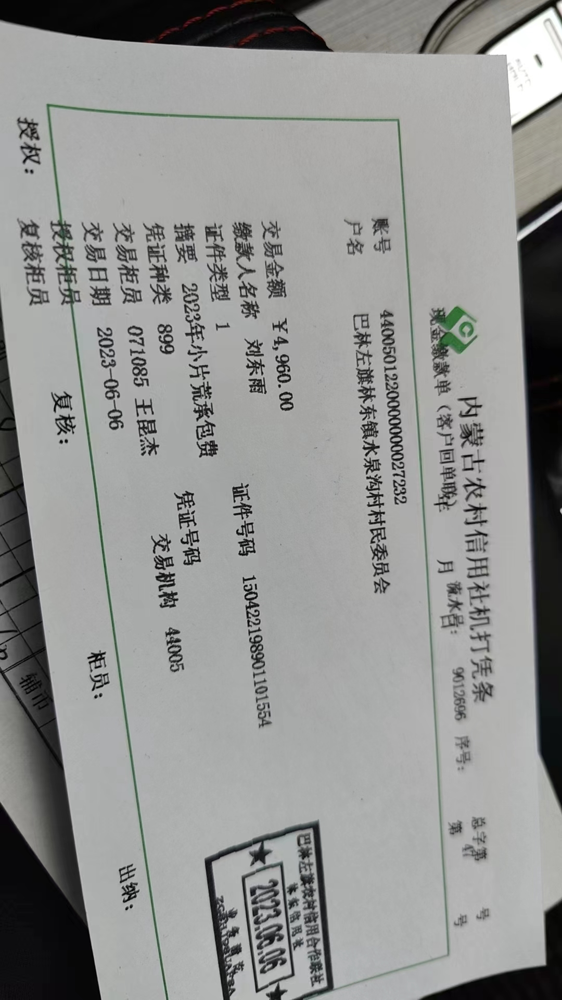 内蒙古农村信用社机打凭条
总字第 号
现金缴款单（客户回单联） 年 月 日 流水号： 9012696 序号： 47 第 号
账号 4400501220000000027232
户名 巴林左旗林东镇水泉沟村村民委员会
交易金额 ￥4,960.00
缴款人名称 刘东雨 证件号码 150422198901101554
证件类型 1
摘要 2023年小片荒承包费 凭证号码
凭证种类 899 交易机构 44005
交易柜员 071085 王昆杰
交易日期 2023-06-06
授权柜员
复核柜员
授权： 复核： 柜员： 出纳：
巴林左旗农村信用合作联社
林东信用社
2023.06.06
辅币